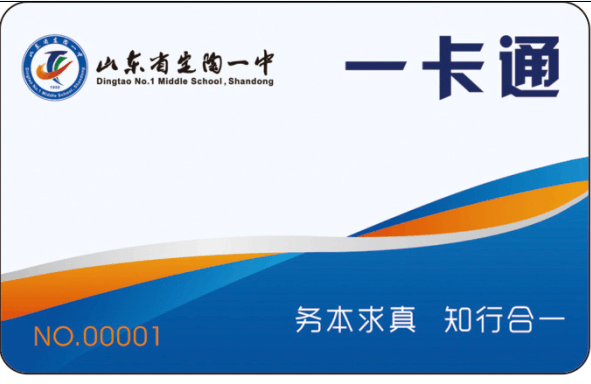 山东省定陶一中
Dingtao No.1 Middle School, Shandong
一卡通
NO.00001
务本求真 知行合一